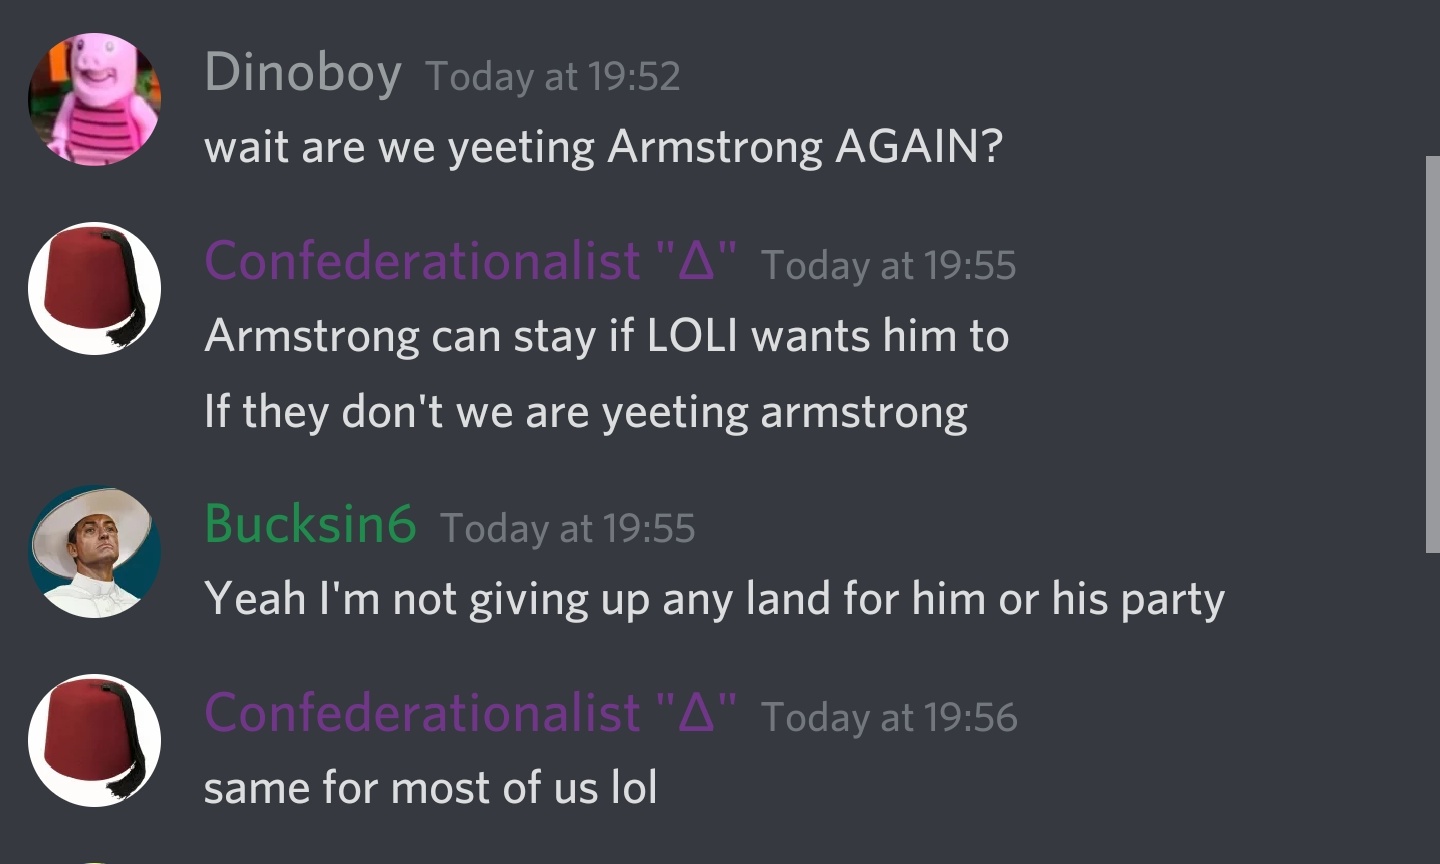 Dinoboy Today at 19:52
wait are we yeeting Armstrong AGAIN?
Confederationalist "Δ" Today at 19:55
Armstrong can stay if LOLI wants him to
If they don't we are yeeting armstrong
Bucksin6 Today at 19:55
Yeah I'm not giving up any land for him or his party
Confederationalist "Δ" Today at 19:56
same for most of us lol